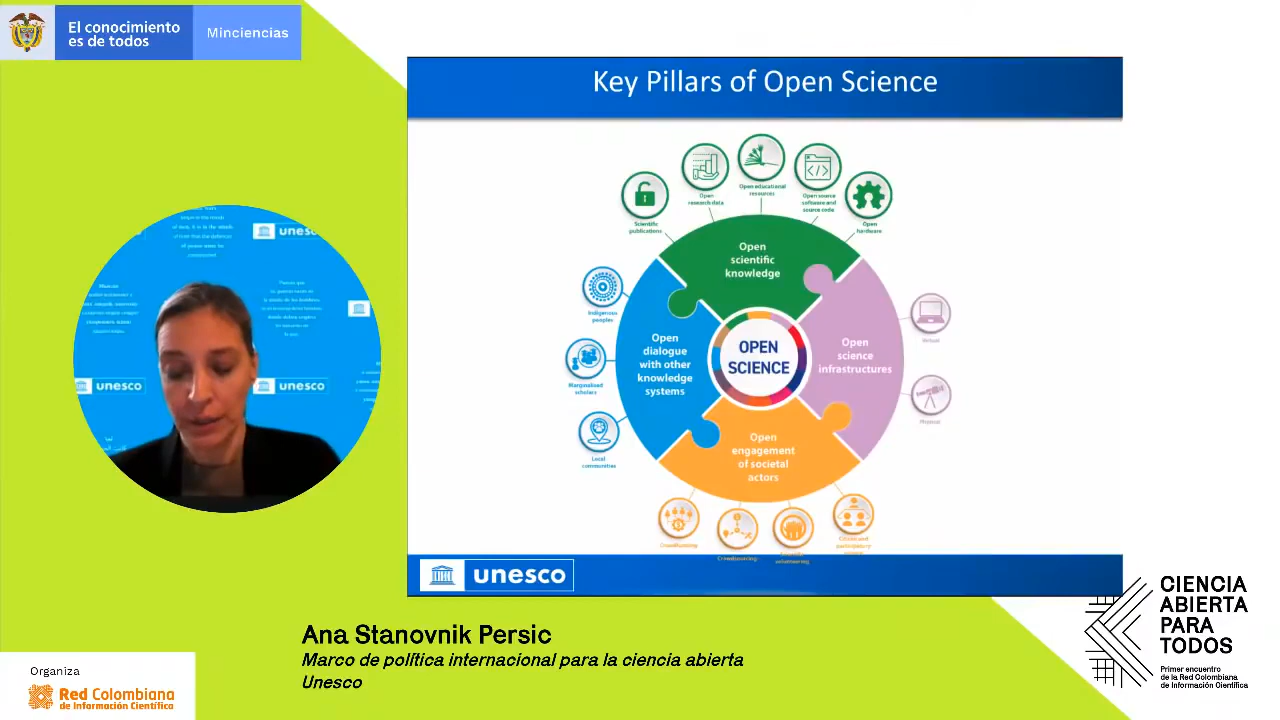 El conocimiento
es de todos
Minciencias
Key Pillars of Open Science
Scientific
publications
Open
research data
Open educational
resources
Open source
software and
source code
Open
hardware
Open
scientific
knowledge
Indigenous
peoples
Marginalised
scholars
Local
communities
Open
dialogue
with other
knowledge
systems
OPEN
SCIENCE
Open
science
infrastructures
Virtual
Physical
Open
engagement
of societal
actors
Crowdfunding
Crowdsourcing
volunteering
Citizen and
participatory
unesco
unesco
unesco
unesco
Ana Stanovnik Persic
Marco de política internacional para la ciencia abierta
Unesco
Organiza
Red Colombiana
de Información Científica
CIENCIA
ABIERTA
PARA
TODOS
Primer encuentro
de la Red Colombiana
de Información Científica